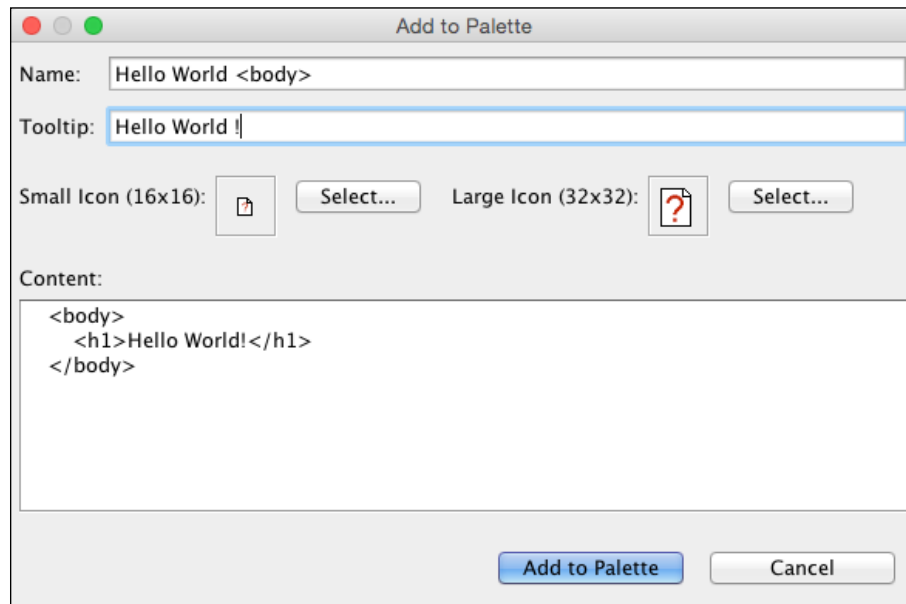 Add to Palette
Name: Hello World <body>
Tooltip: Hello World !
Small Icon (16x16): ? Select... Large Icon (32x32): ? Select...
Content:
<body>
<h1>Hello World!</h1>
</body>
Add to Palette Cancel